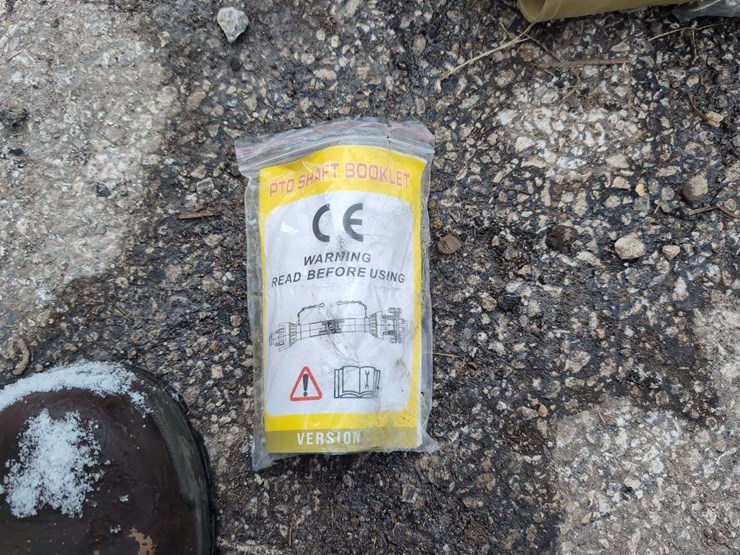 PTO SHAFT BOOKLET
CE
WARNING
READ BEFORE USING
VERSION